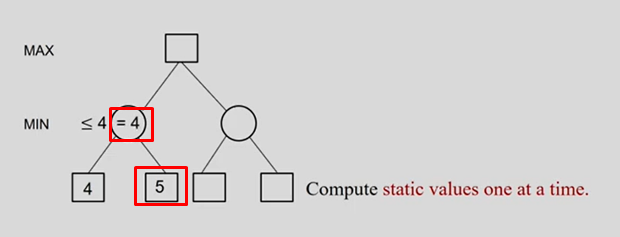 MAX
MIN ≤ 4 = 4
4 5 Compute static values one at a time.